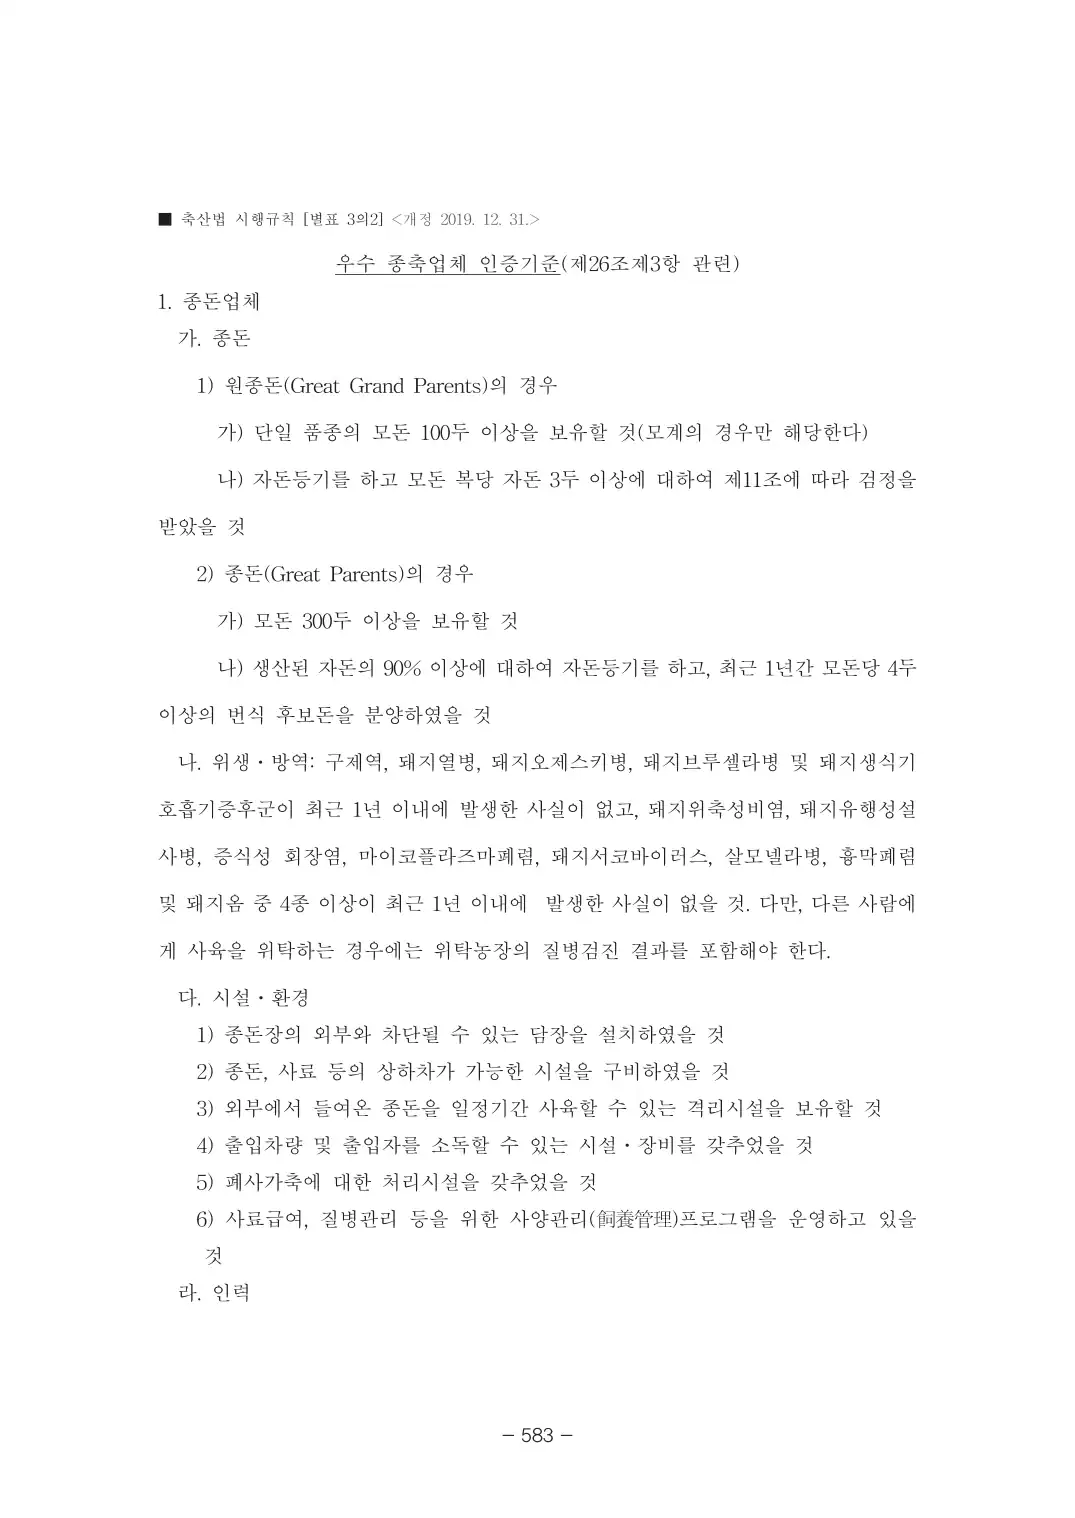 ■ 축산법 시행규칙 [별표 3의2] <개정 2019. 12. 31.>
우수 종축업체 인증기준(제26조제3항 관련)
1. 종돈업체
가. 종돈
1) 원종돈(Great Grand Parents)의 경우
가) 단일 품종의 모돈 100두 이상을 보유할 것(모계의 경우만 해당한다)
나) 자돈등기를 하고 모돈 복당 자돈 3두 이상에 대하여 제11조에 따라 검정을
받았을 것
2) 종돈(Great Parents)의 경우
가) 모돈 300두 이상을 보유할 것
나) 생산된 자돈의 90% 이상에 대하여 자돈등기를 하고, 최근 1년간 모돈당 4두
이상의 번식 후보돈을 분양하였을 것
나. 위생·방역: 구제역, 돼지열병, 돼지오제스키병, 돼지브루셀라병 및 돼지생식기
호흡기증후군이 최근 1년 이내에 발생한 사실이 없고, 돼지위축성비염, 돼지유행성설
사병, 증식성 회장염, 마이코플라즈마폐렴, 돼지서코바이러스, 살모넬라병, 흉막폐렴
및 돼지옴 중 4종 이상이 최근 1년 이내에 발생한 사실이 없을 것. 다만, 다른 사람에
게 사육을 위탁하는 경우에는 위탁농장의 질병검진 결과를 포함해야 한다.
다. 시설·환경
1) 종돈장의 외부와 차단될 수 있는 담장을 설치하였을 것
2) 종돈, 사료 등의 상하차가 가능한 시설을 구비하였을 것
3) 외부에서 들여온 종돈을 일정기간 사육할 수 있는 격리시설을 보유할 것
4) 출입차량 및 출입자를 소독할 수 있는 시설·장비를 갖추었을 것
5) 폐사가축에 대한 처리시설을 갖추었을 것
6) 사료급여, 질병관리 등을 위한 사양관리(飼養管理)프로그램을 운영하고 있을
것
라. 인력
- 583 -